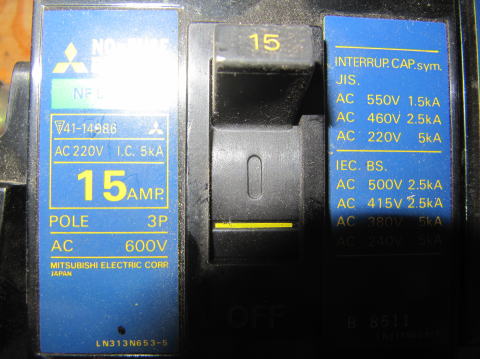 41-14986
AC 220V I.C. 5kA
15 AMP.
POLE 3P
AC 600V
MITSUBISHI ELECTRIC CORP.
JAPAN
LN313N653-5
15
OFF
INTERRUP. CAP. sym.
JIS.
AC 550V 1.5kA
AC 460V 2.5kA
AC 220V 5kA
IEC. BS.
AC 500V 2.5kA
AC 415V 2.5kA
AC 380V 5kA
AC 240V 5kA
B 8511